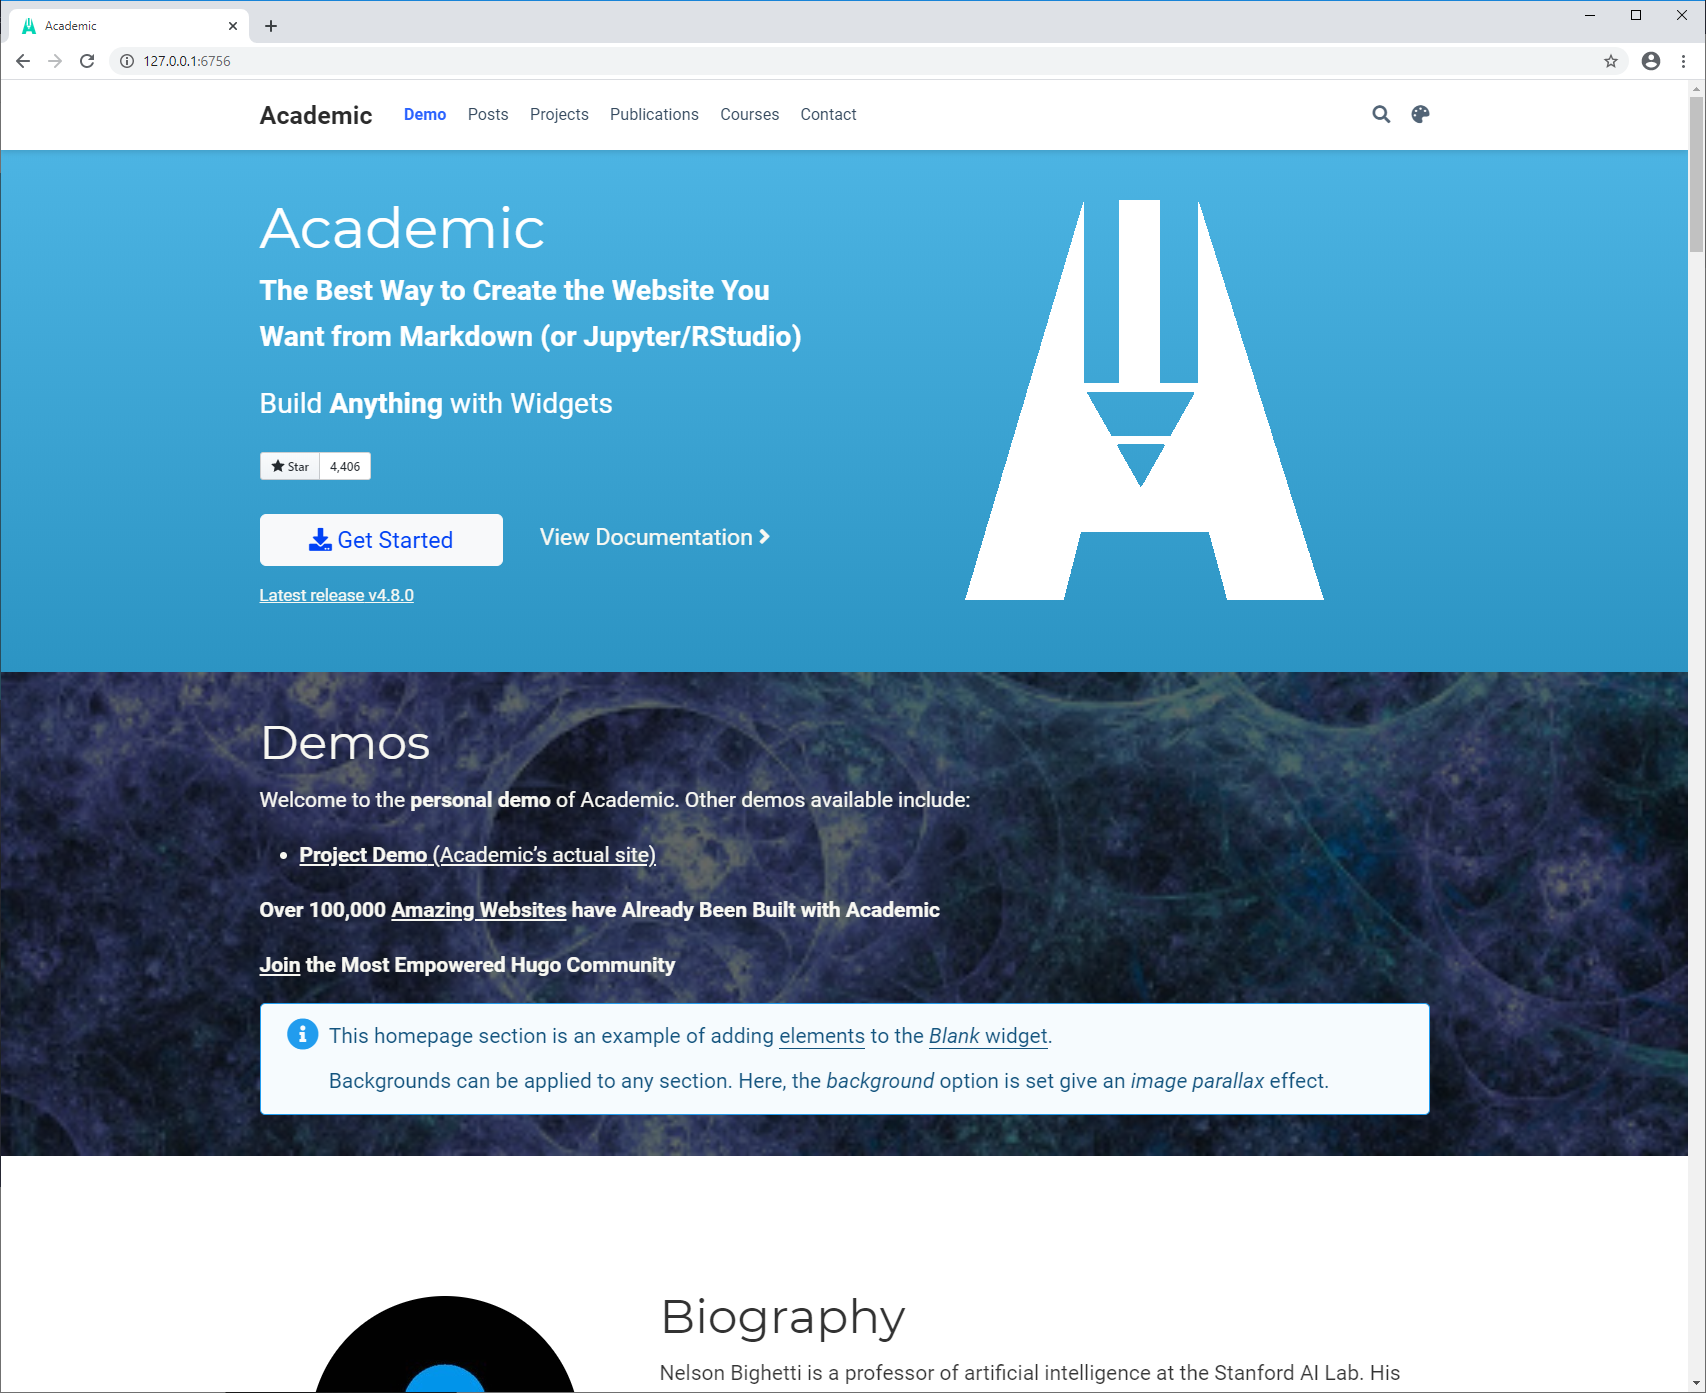 Academic
127.0.0.1:6756
Academic Demo Posts Projects Publications Courses Contact
Academic
The Best Way to Create the Website You
Want from Markdown (or Jupyter/RStudio)
Build Anything with Widgets
Star 4,406
Get Started View Documentation
Latest release v4.8.0
Demos
Welcome to the personal demo of Academic. Other demos available include:
• Project Demo (Academic’s actual site)
Over 100,000 Amazing Websites have Already Been Built with Academic
Join the Most Empowered Hugo Community
This homepage section is an example of adding elements to the Blank widget.
Backgrounds can be applied to any section. Here, the background option is set give an image parallax effect.
Biography
Nelson Bighetti is a professor of artificial intelligence at the Stanford AI Lab. His